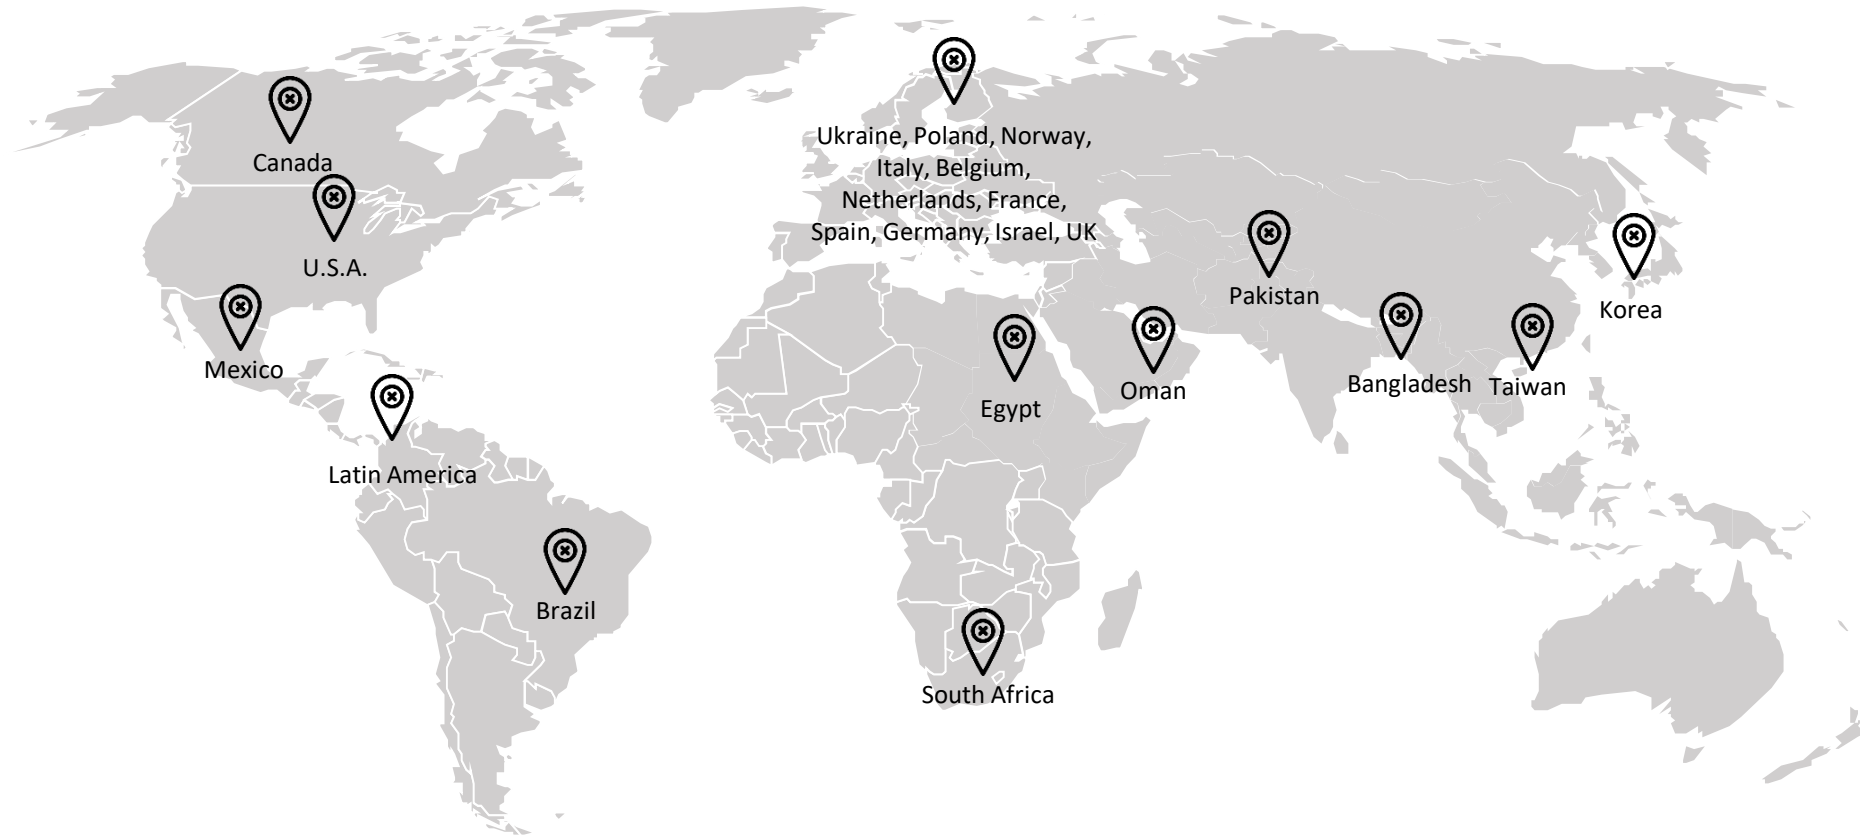 Canada
U.S.A.
Mexico
Latin America
Brazil
Ukraine, Poland, Norway,
Italy, Belgium,
Netherlands, France,
Spain, Germany, Israel, UK
Egypt
South Africa
Oman
Pakistan
Bangladesh
Taiwan
Korea